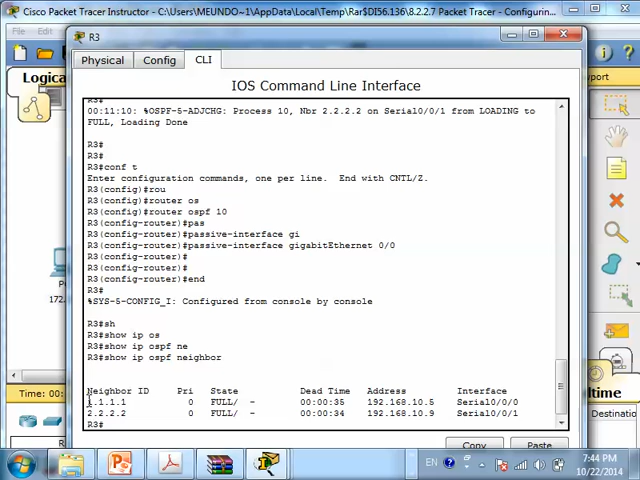 Cisco Packet Tracer - C:\Users\MEUNDO~1\AppData\Local\Temp\Rar$DI56.136\8.2.2.7 Packet Tracer - Configurin...
File
Logica
R3
Physical
Config
CLI
IOS Command Line Interface
R3#
00:11:10: %OSPF-5-ADJCHG: Process 10, Nbr 2.2.2.2 on Serial0/0/1 from LOADING to
FULL, Loading Done
R3#
R3#
R3#conf t
Enter configuration commands, one per line.  End with CNTL/Z.
R3(config)#rou
R3(config)#router os
R3(config)#router ospf 10
R3(config-router)#pas
R3(config-router)#passive-interface gi
R3(config-router)#passive-interface gigabitEthernet 0/0
R3(config-router)#
R3(config-router)#
R3(config-router)#end
R3#
%SYS-5-CONFIG_I: Configured from console by console
R3#sh
R3#show ip os
R3#show ip ospf ne
R3#show ip ospf neighbor
Neighbor ID Pri State Dead Time Address Interface
1.1.1.1 0 FULL/ - 00:00:35 192.168.10.5 Serial0/0/0
2.2.2.2 0 FULL/ - 00:00:34 192.168.10.9 Serial0/0/1
R3#
Copy
Paste
port
172.
Time: 00:
Destinatio
EN
7:44 PM
10/22/2014